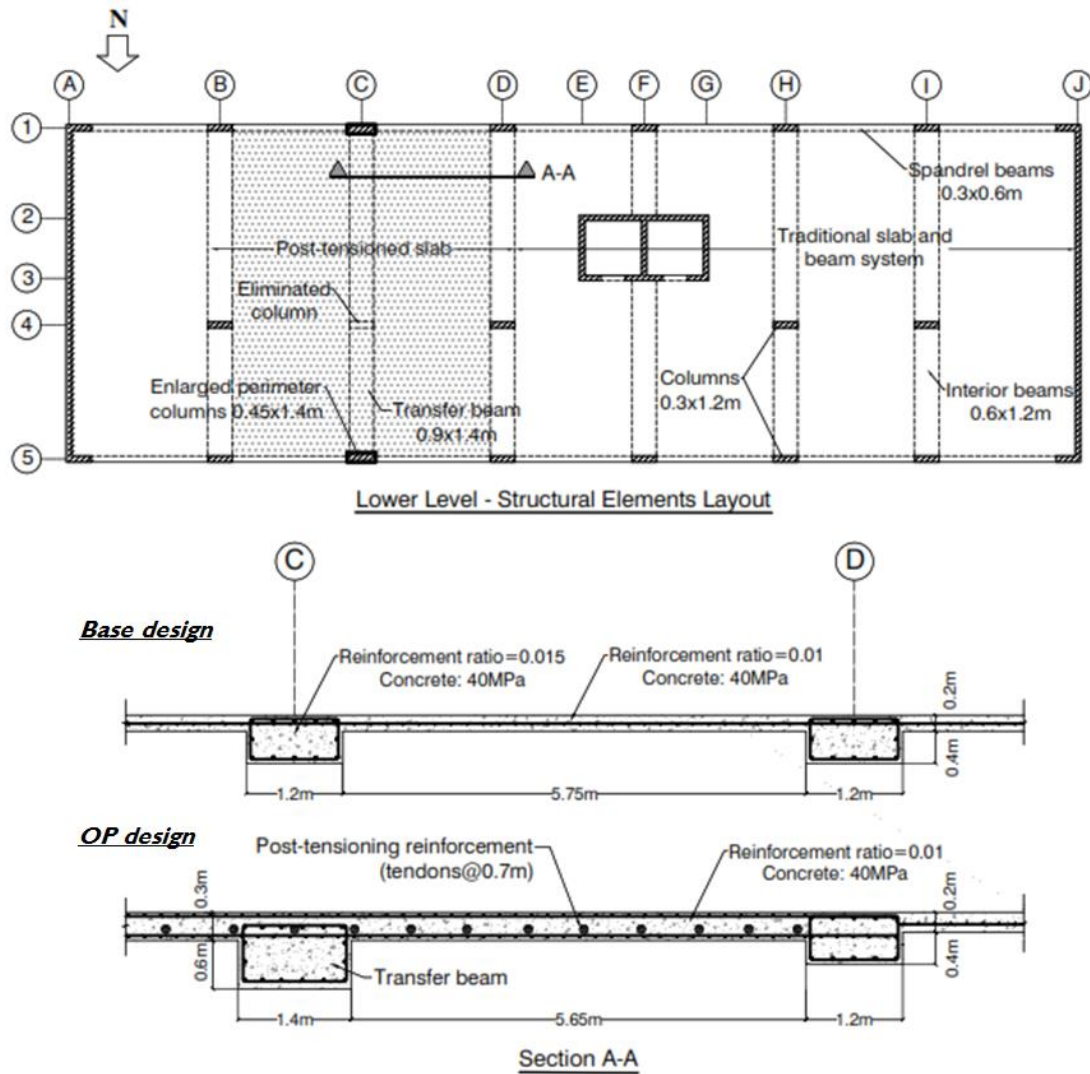 N
A B C D E F G H I J
1
A-A
Spandrel beams
0.3x0.6m
2
Post-tensioned slab
Traditional slab and
beam system
3
Eliminated
column
4
Enlarged perimeter
columns 0.45x1.4m
Transfer beam
0.9x1.4m
Columns
0.3x1.2m
Interior beams
0.6x1.2m
5
Lower Level - Structural Elements Layout
C D
Base design
Reinforcement ratio=0.015
Concrete: 40MPa
Reinforcement ratio=0.01
Concrete: 40MPa
0.2m
0.4m
1.2m 5.75m 1.2m
OP design
Post-tensioning reinforcement
(tendons@0.7m)
Reinforcement ratio=0.01
Concrete: 40MPa
0.3m
0.6m
0.2m
0.4m
Transfer beam
1.4m 5.65m 1.2m
Section A-A